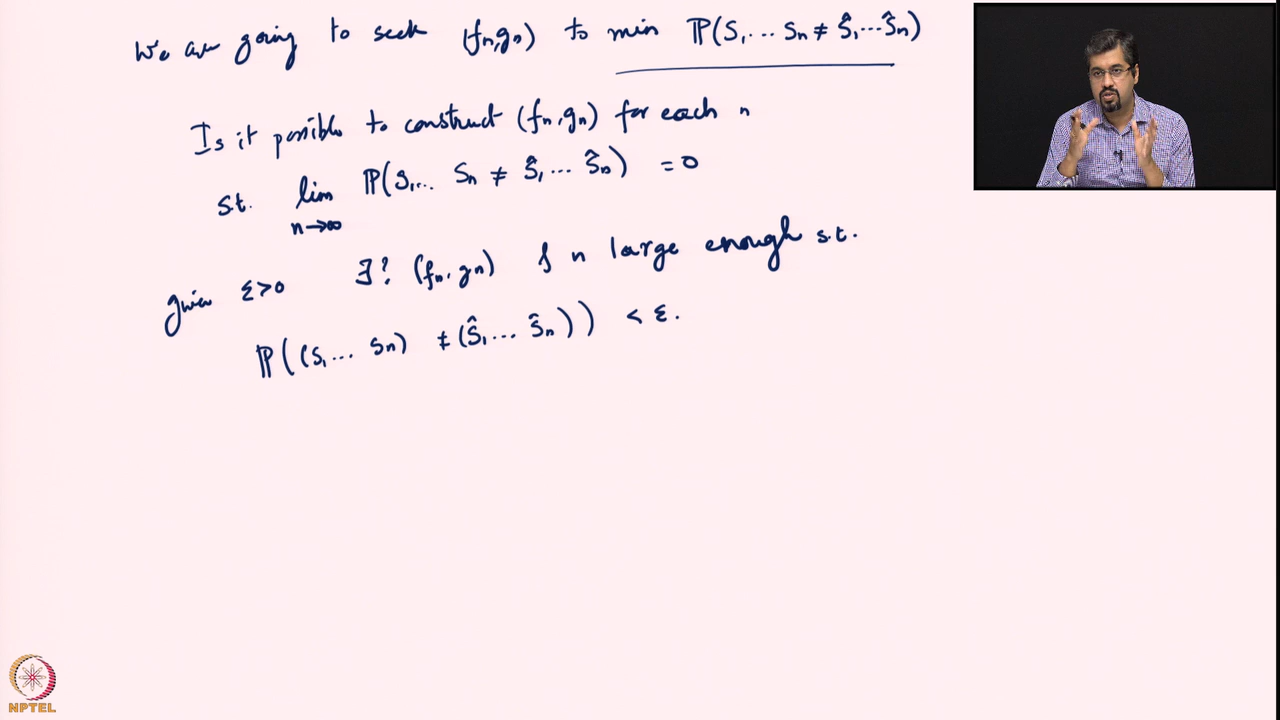 We are going to seek (fn,gn) to min ℙ(S1...Sn ≠ Ŝ1...Ŝn)
Is it possible to construct (fn,gn) for each n
s.t. lim n→∞ ℙ(S1... Sn ≠ Ŝ1... Ŝn) = 0
given ε>0 ∃? (fn,gn) & n large enough s.t.
ℙ((S1... Sn) ≠ (Ŝ1... Ŝn)) < ε.
NPTEL